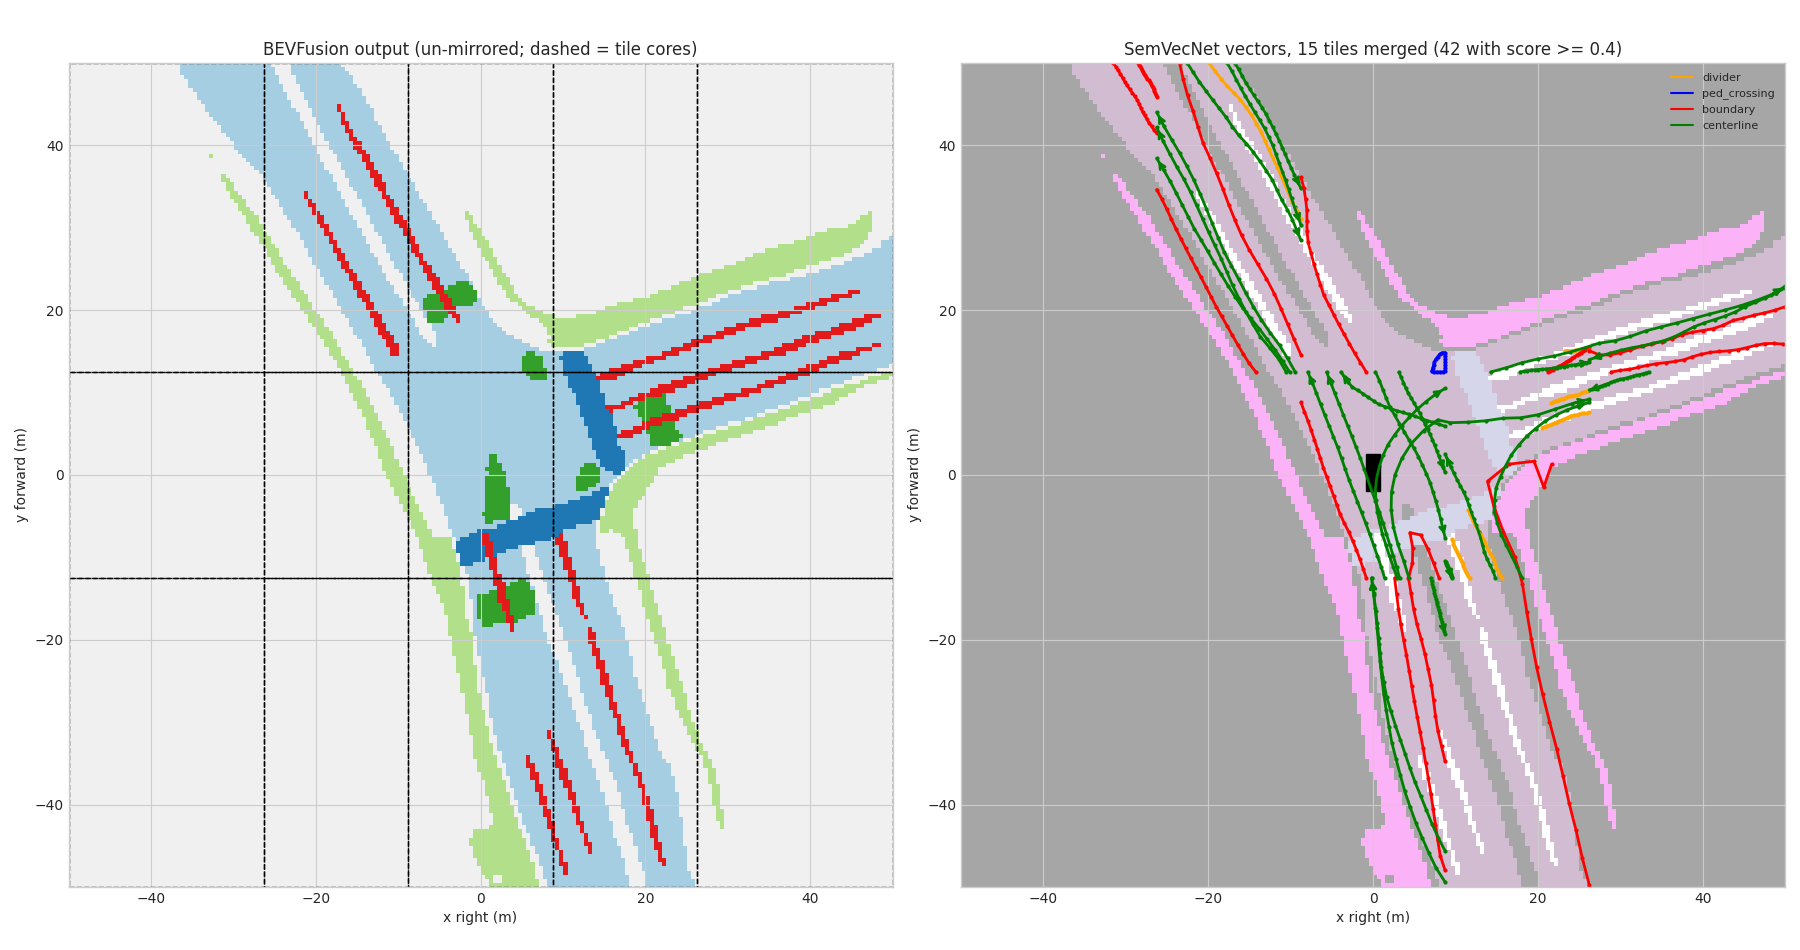 BEVFusion output (un-mirrored; dashed = tile cores)
40
20
0
−20
−40
y forward (m)
−40
−20
0
20
40
x right (m)
SemVecNet vectors, 15 tiles merged (42 with score >= 0.4)
divider
ped_crossing
boundary
centerline
40
20
0
−20
−40
y forward (m)
−40
−20
0
20
40
x right (m)